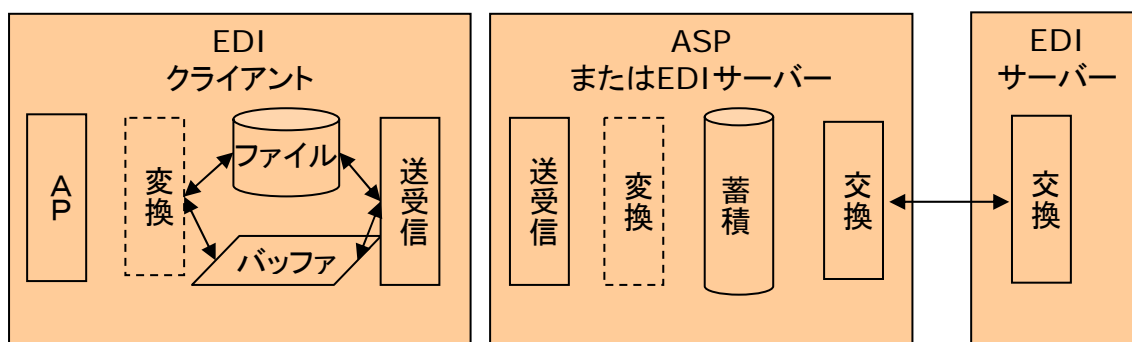 EDI
クライアント
AP
変換
ファイル
バッファ
送受信
ASP
またはEDIサーバー
送受信
変換
蓄積
交換
EDI
サーバー
交換